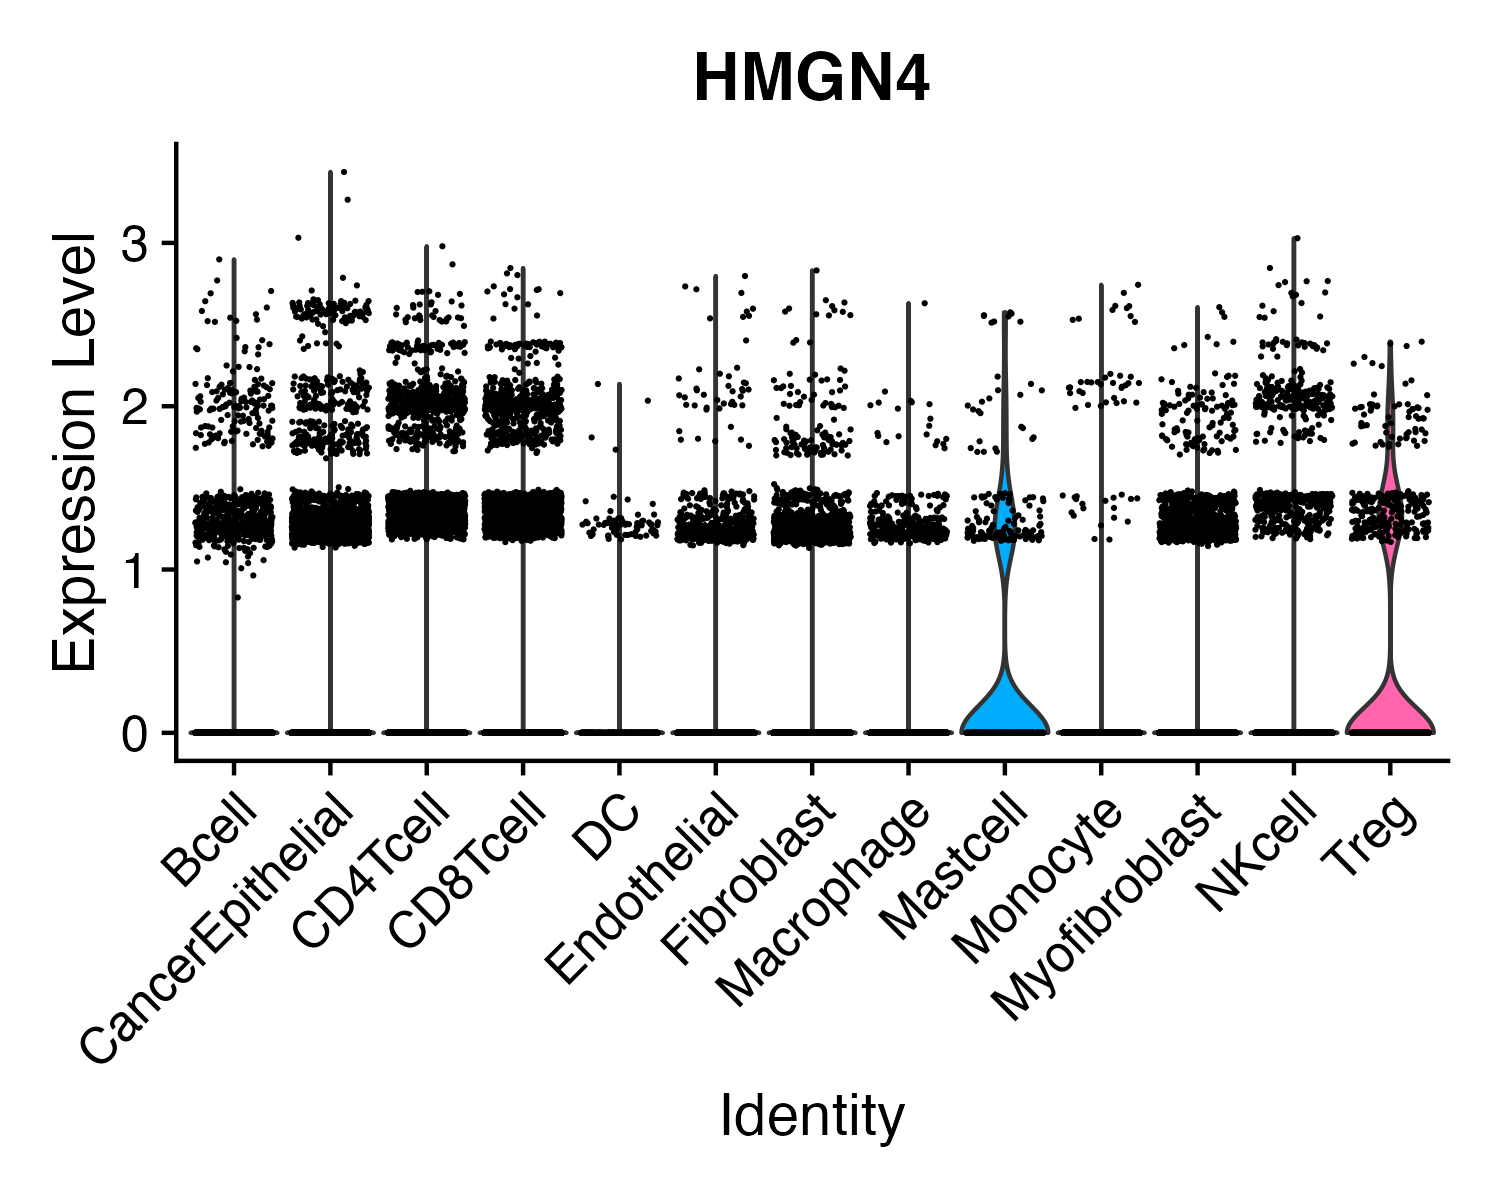 HMGN4
Expression Level
3
2
1
0
Bcell
CancerEpithelial
CD4Tcell
CD8Tcell
DC
Endothelial
Fibroblast
Macrophage
Mastcell
Monocyte
Myofibroblast
NKcell
Treg
Identity